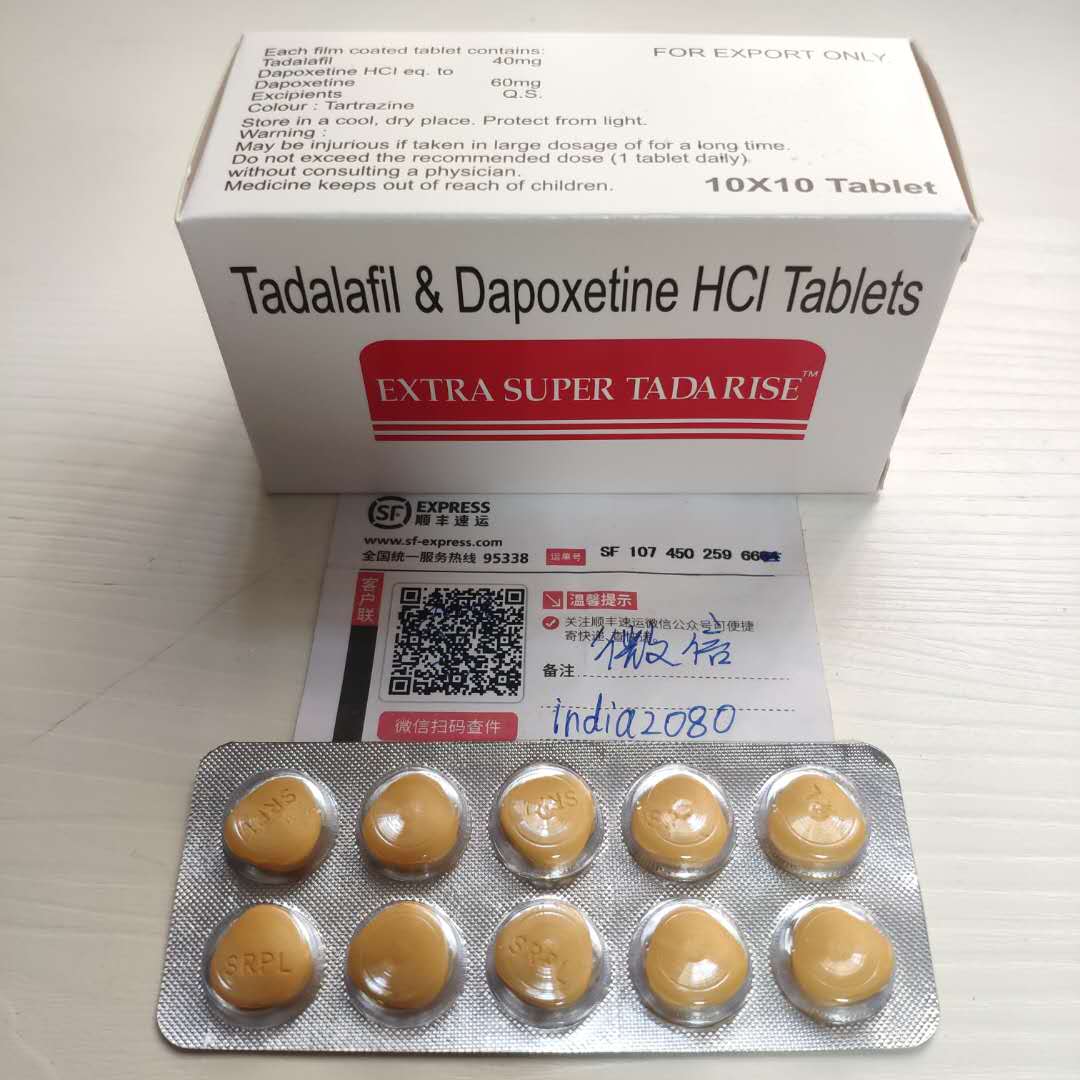 Each film coated tablet contains:
Tadalafil 40mg
Dapoxetine HCI eq. to
Dapoxetine 60mg
Excipients Q.S.
Colour : Tartrazine
Store in a cool, dry place. Protect from light.
Warning :
May be injurious if taken in large dosage of for a long time.
Do not exceed the recommended dose (1 tablet daly)
without consulting a physician.
Medicine keeps out of reach of children.
FOR EXPORT ONLY
10X10 Tablet
Tadalafil & Dapoxetine HCI Tablets
EXTRA SUPER TADARISE™
SF EXPRESS
顺丰速运
www.sf-express.com
全国統一服务热线 95338
运单号 SF 107 450 259
客户联
温馨提示
关注顺丰速运微信公众号可便捷
寄快递
备注 微信
india2080
微信扫码查件
SRPL
SRPL
SRPL
SRPL